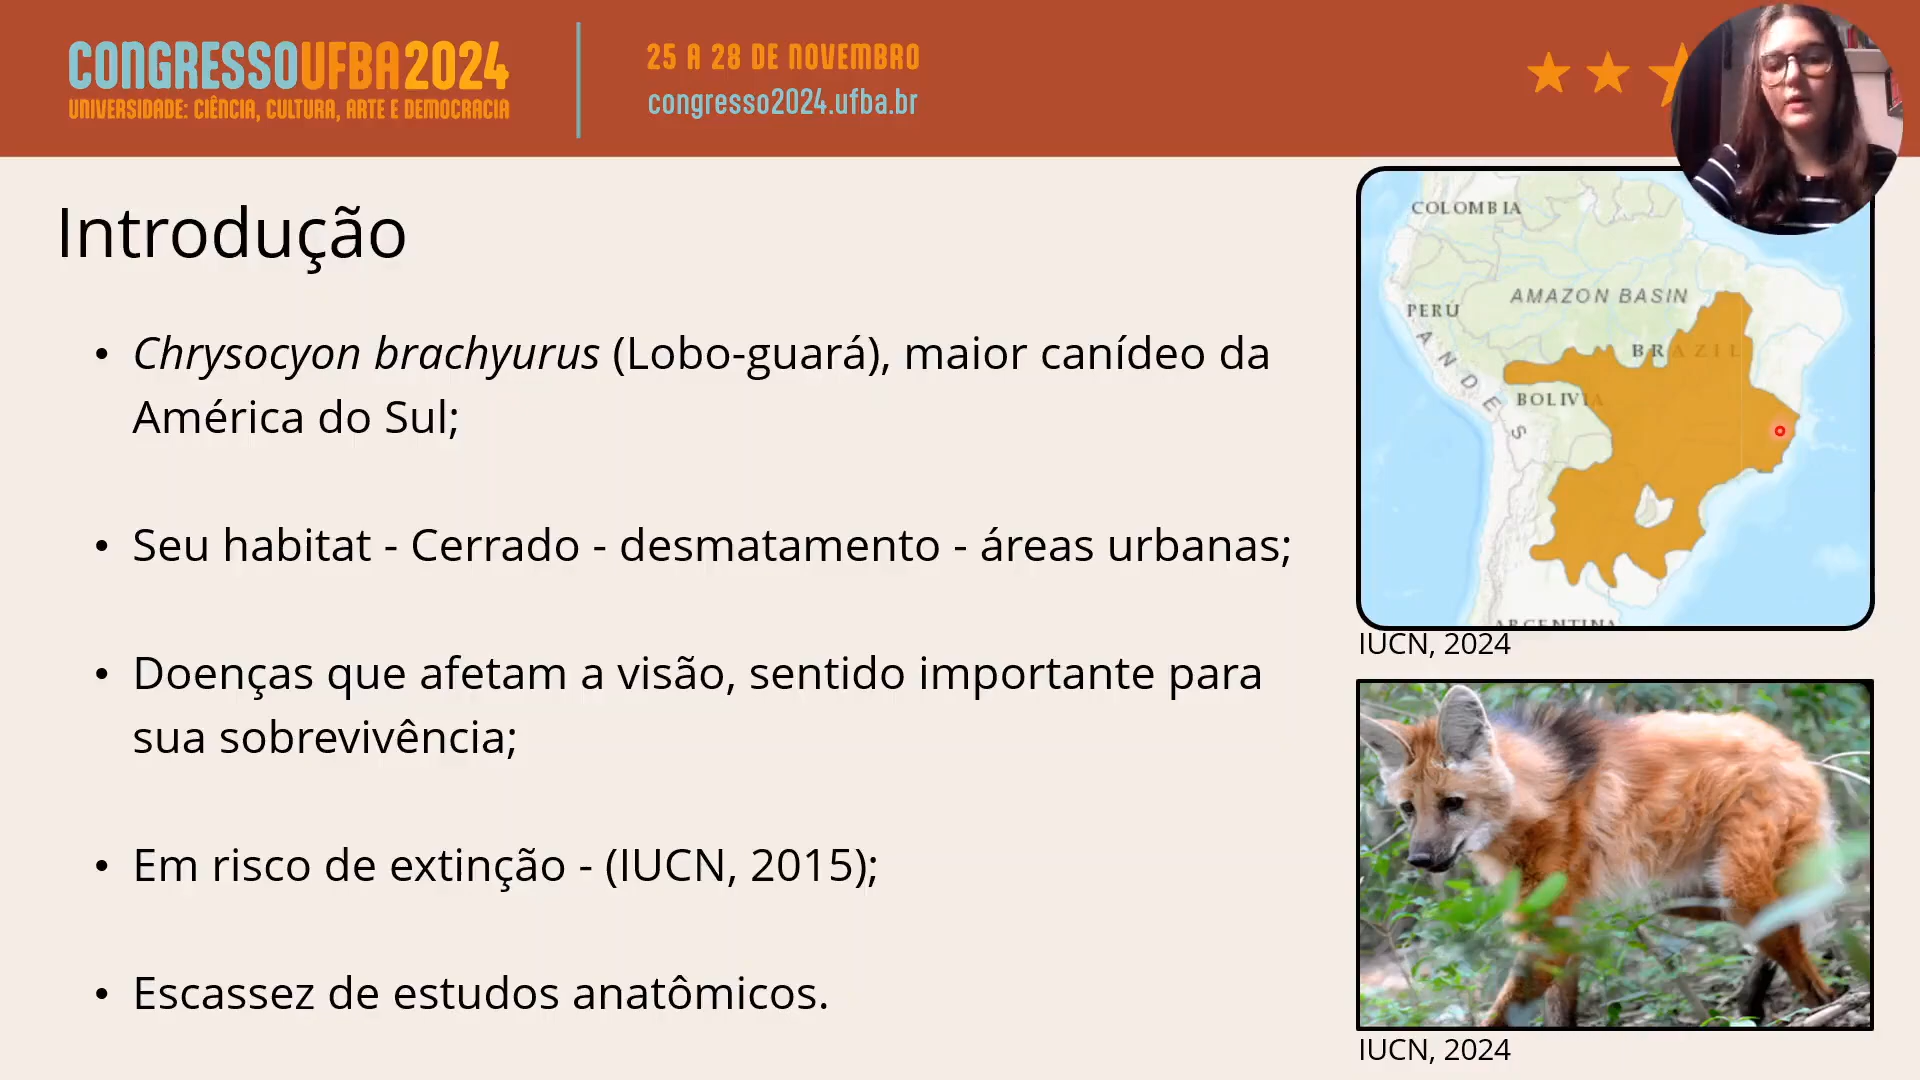 CONGRESSOUFBA2024
UNIVERSIDADE: CIÊNCIA, CULTURA, ARTE E DEMOCRACIA
25 A 28 DE NOVEMBRO
congresso2024.ufba.br
Introdução
• Chrysocyon brachyurus (Lobo-guará), maior canídeo da
América do Sul;
• Seu habitat - Cerrado - desmatamento - áreas urbanas;
• Doenças que afetam a visão, sentido importante para
sua sobrevivência;
• Em risco de extinção - (IUCN, 2015);
• Escassez de estudos anatômicos.
COLOMBIA
AMAZON BASIN
PERÚ
BRAZIL
ANDES
BOLIVIA
ARGENTINA
IUCN, 2024
IUCN, 2024